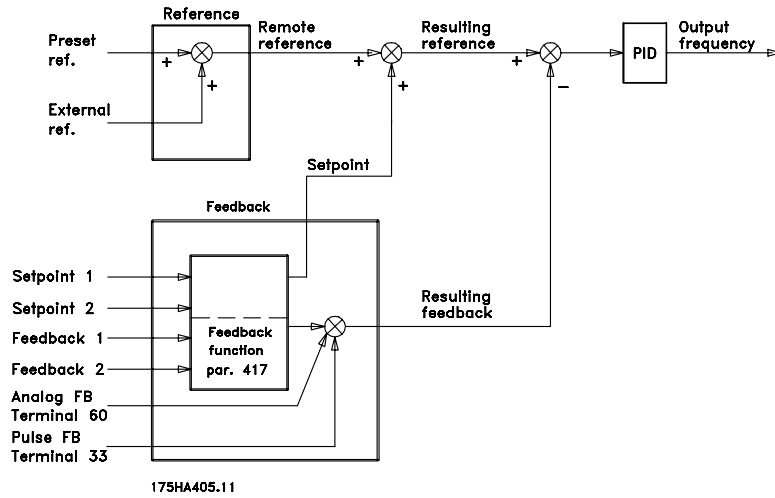 Reference
Preset
ref.
+
External
ref.
+
Remote
reference
+
+
Resulting
reference
+
−
PID
Output
frequency
Setpoint
Feedback
Setpoint 1
Setpoint 2
Feedback 1
Feedback 2
Feedback
function
par. 417
Resulting
feedback
Analog FB
Terminal 60
Pulse FB
Terminal 33
175HA405.11